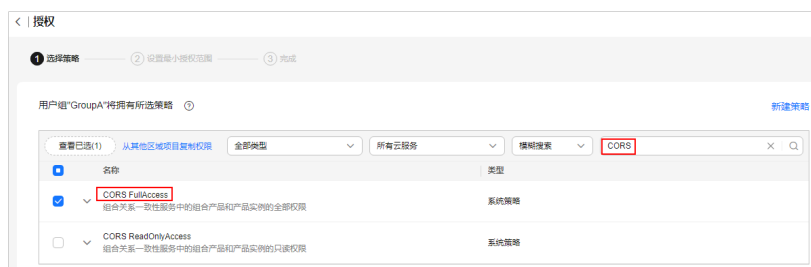 授权
1 选择策略
2 设置最小授权范围
3 完成
用户组"GroupA"将拥有所选策略
新建策略
查看已选(1) 从其他区域项目复制权限 全部类型 所有云服务 模糊搜索 CORS
名称 类型
CORS FullAccess
组合关系一致性服务中的组合产品和产品实例的全部权限
系统策略
CORS ReadOnlyAccess
组合关系一致性服务中的组合产品和产品实例的只读权限
系统策略